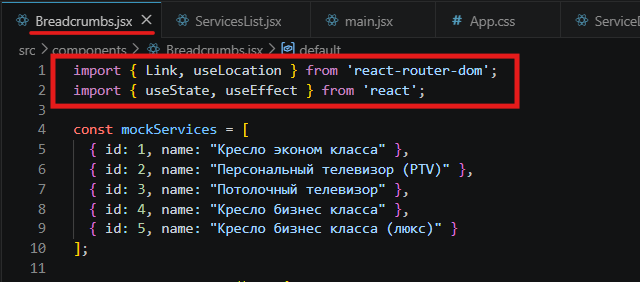 Breadcrumbs.jsx ServicesList.jsx main.jsx App.css
src > components > Breadcrumbs.jsx > default
1 import { Link, useLocation } from 'react-router-dom';
2 import { useState, useEffect } from 'react';
3
4 const mockServices = [
5 { id: 1, name: "Кресло эконом класса" },
6 { id: 2, name: "Персональный телевизор (PTV)" },
7 { id: 3, name: "Потолочный телевизор" },
8 { id: 4, name: "Кресло бизнес класса" },
9 { id: 5, name: "Кресло бизнес класса (люкс)" }
10 ];
11